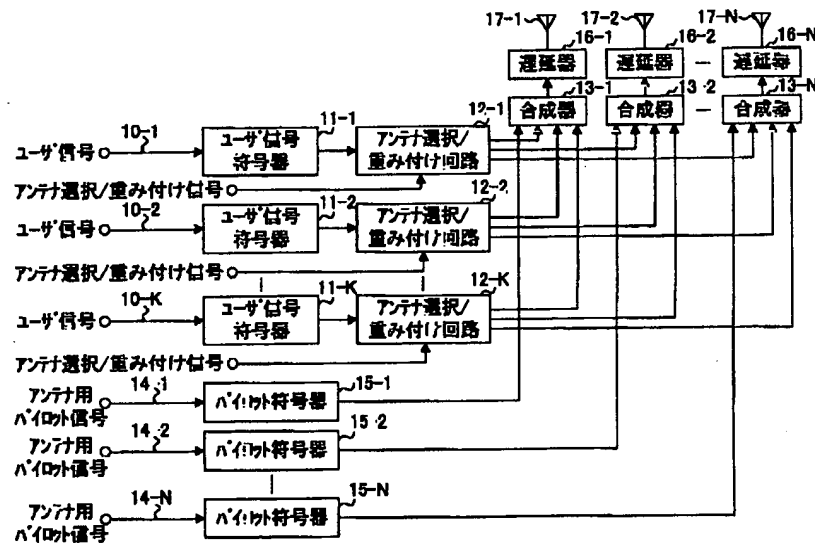 17-1 17-2 17-N
16-1 16-2 16-N
遅延器 遅延器 — 遅延器
13-1 13-2 13-N
合成器 合成器 — 合成器
11-1 12-1
ユーザ信号 10-1 ユーザ信号
符号器 アンテナ選択/
重み付け回路
アンテナ選択/重み付け信号
11-2 12-2
ユーザ信号 10-2 ユーザ信号
符号器 アンテナ選択/
重み付け回路
アンテナ選択/重み付け信号
11-K 12-K
ユーザ信号 10-K ユーザ信号
符号器 アンテナ選択/
重み付け回路
アンテナ選択/重み付け信号
アンテナ用
パイロット信号 14-1 パイロット符号器 15-1
アンテナ用
パイロット信号 14-2 パイロット符号器 15-2
アンテナ用
パイロット信号 14-N パイロット符号器 15-N